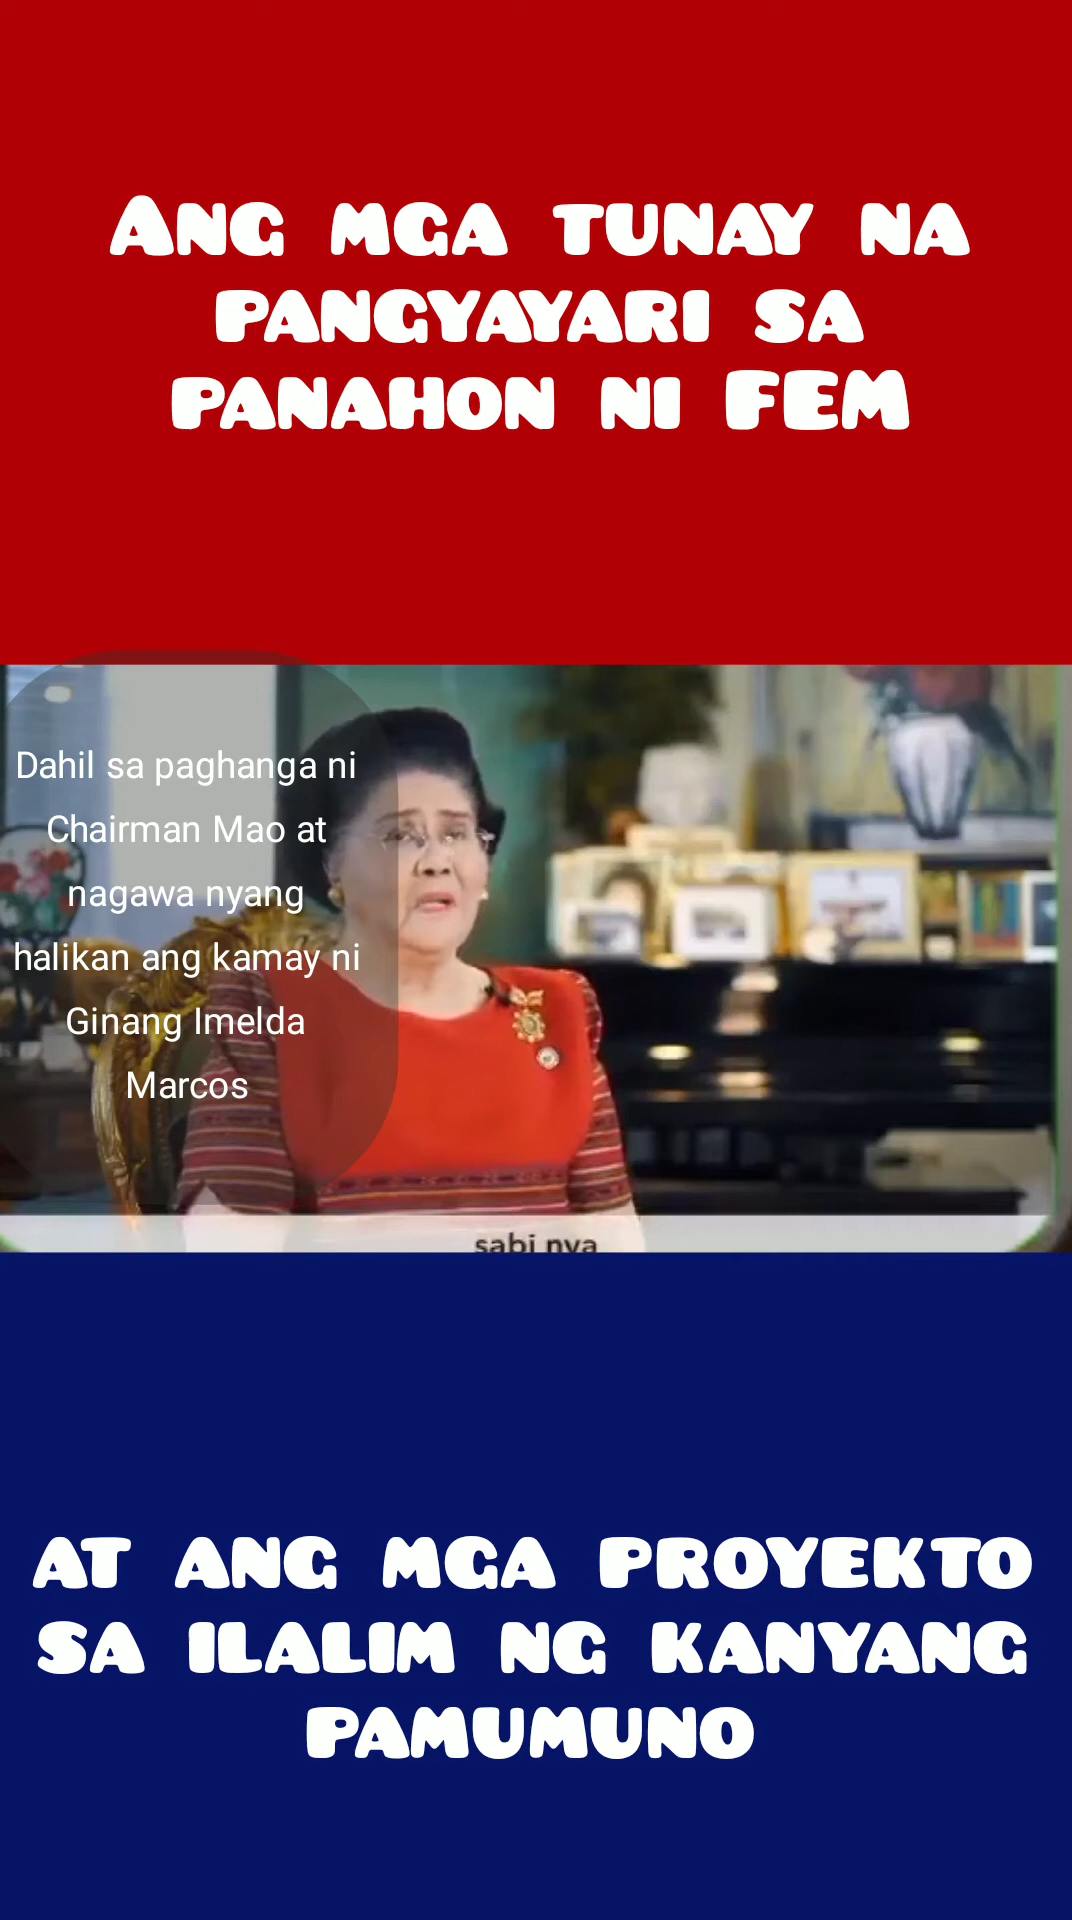 Ang mga tunay na
pangyayari sa
panahon ni FEM
Dahil sa paghanga ni
Chairman Mao at
nagawa nyang
halikan ang kamay ni
Ginang Imelda
Marcos
sabi nya
at ang mga proyekto
sa ilalim ng kanyang
pamumuno